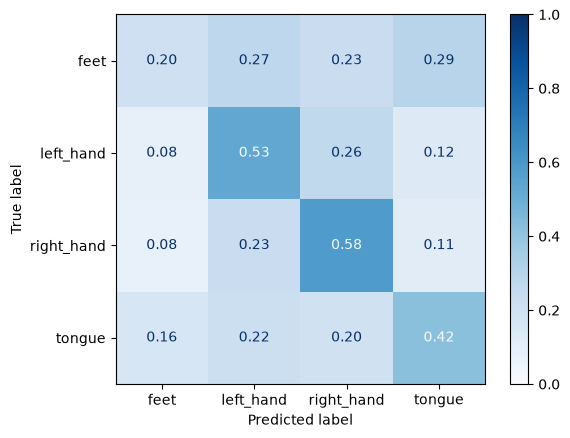 1.0
feet 0.20 0.27 0.23 0.29
0.8
left_hand 0.08 0.53 0.26 0.12
0.6
True label
0.4
right_hand 0.08 0.23 0.58 0.11
0.2
tongue 0.16 0.22 0.20 0.42
0.0
feet left_hand right_hand tongue
Predicted label